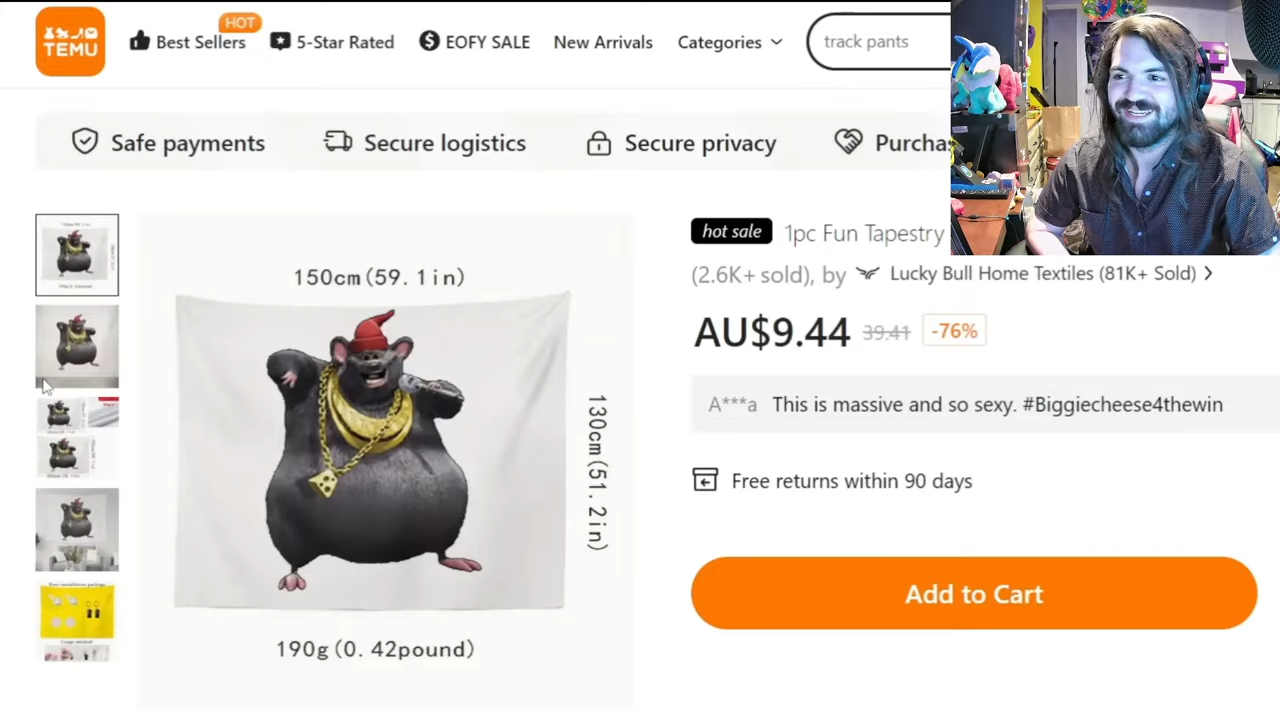 TEMU
HOT
Best Sellers
5-Star Rated
EOFY SALE
New Arrivals
Categories
track pants
Safe payments
Secure logistics
Secure privacy
Purchas
150cm(59.1in)
130cm(51.2in)
190g(0.42pound)
hot sale 1pc Fun Tapestry
(2.6K+ sold), by Lucky Bull Home Textiles (81K+ Sold)
AU$9.44 39.41 -76%
A***a This is massive and so sexy. #Biggiecheese4thewin
Free returns within 90 days
Add to Cart